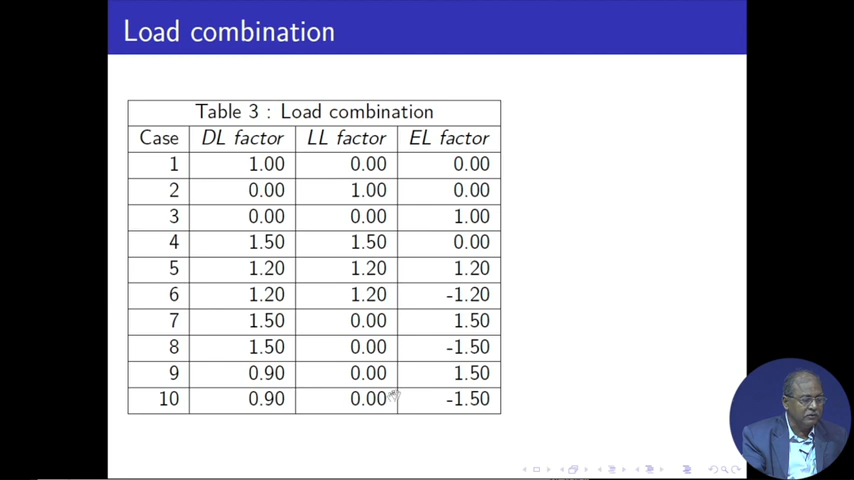 Load combination
Table 3 : Load combination
Case DL factor LL factor EL factor
1 1.00 0.00 0.00
2 0.00 1.00 0.00
3 0.00 0.00 1.00
4 1.50 1.50 0.00
5 1.20 1.20 1.20
6 1.20 1.20 -1.20
7 1.50 0.00 1.50
8 1.50 0.00 -1.50
9 0.90 0.00 1.50
10 0.90 0.00 -1.50